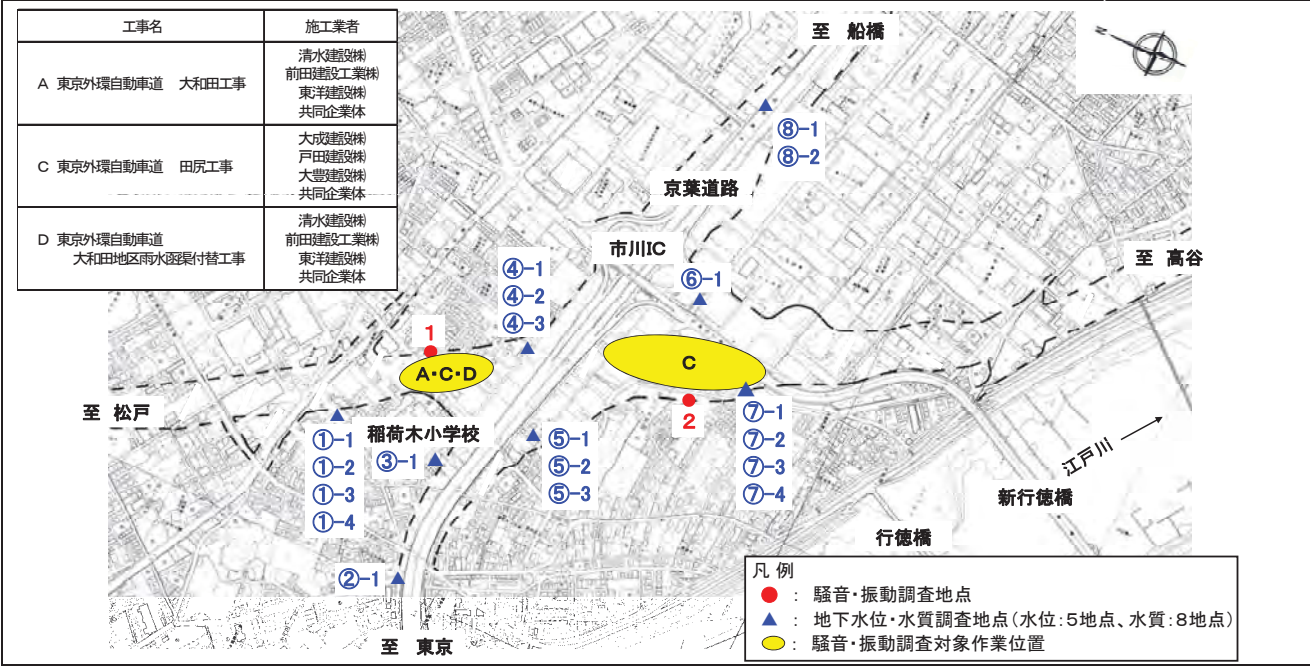 工事名 施工業者
A 東京外環自動車道 大和田工事
清水建設㈱
前田建設工業㈱
東洋建設㈱
共同企業体
C 東京外環自動車道 田尻工事
大成建設㈱
戸田建設㈱
大豊建設㈱
共同企業体
D 東京外環自動車道
大和田地区雨水函渠付替工事
清水建設㈱
前田建設工業㈱
東洋建設㈱
共同企業体
至 船橋
N
⑧-1
⑧-2
京葉道路
市川IC
至 高谷
④-1
④-2
④-3
⑥-1
1
A・C・D
C
2
至 松戸
①-1
①-2
①-3
①-4
稲荷木小学校
③-1
⑤-1
⑤-2
⑤-3
⑦-1
⑦-2
⑦-3
⑦-4
江戸川
新行徳橋
行徳橋
②-1
至 東京
凡 例
: 騒音・振動調査地点
: 地下水位・水質調査地点(水位:5地点、水質:8地点)
: 騒音・振動調査対象作業位置